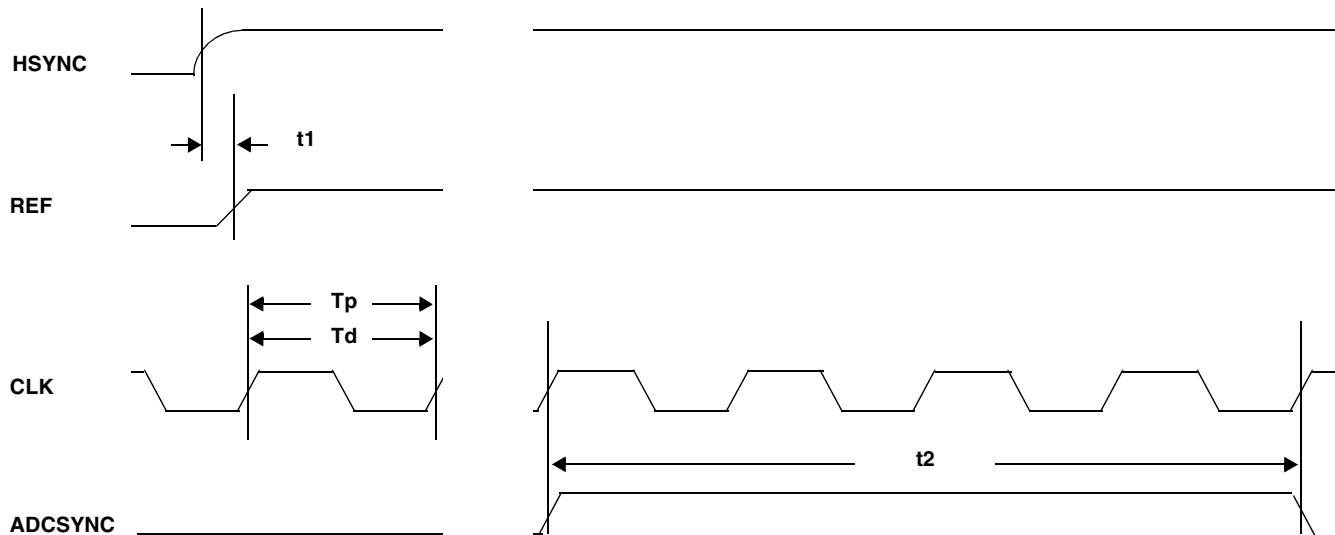 HSYNC
t1
REF
Tp
Td
CLK
t2
ADCSYNC